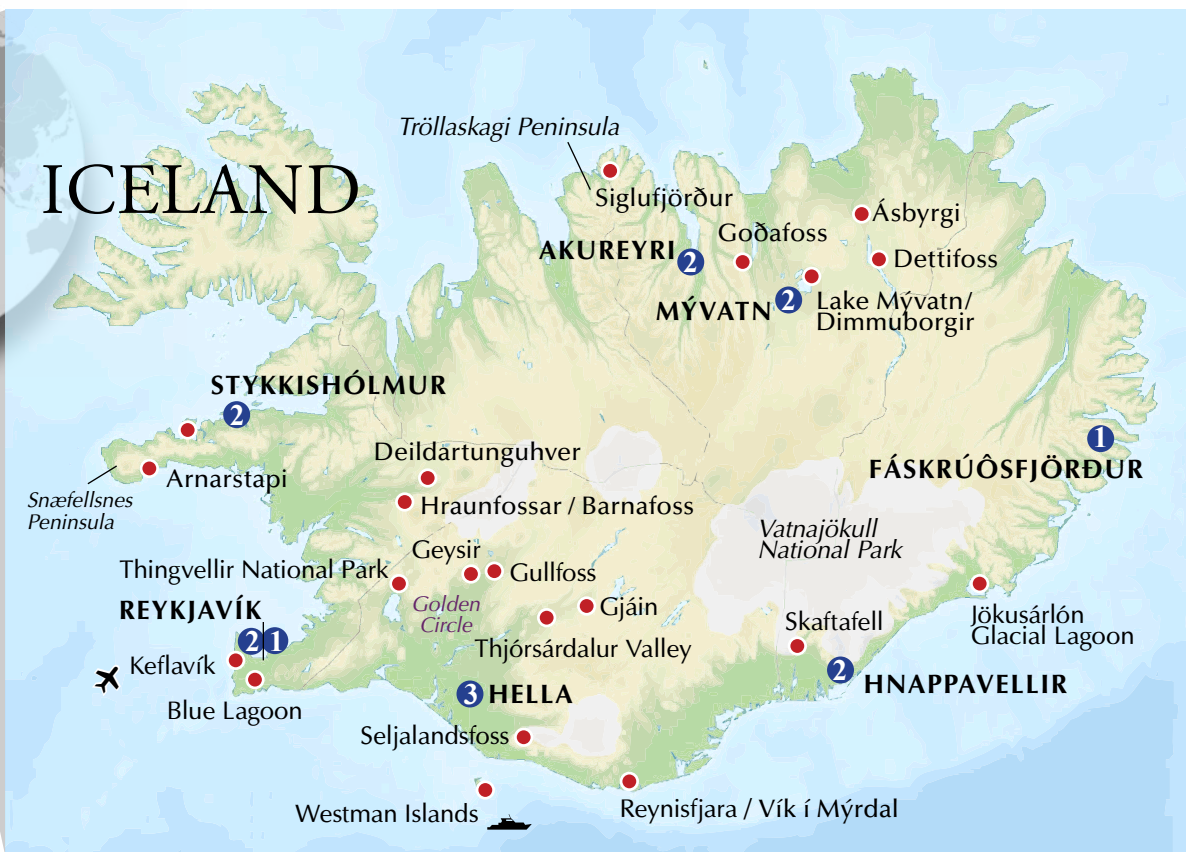 ICELAND
Tröllaskagi Peninsula
Siglufjörður
Ásbyrgi
AKUREYRI 2
Goðafoss
Dettifoss
MÝVATN 2
Lake Mývatn/
Dimmuborgir
STYKKISHÓLMUR
2
Arnarstapi
Snæfellsnes
Peninsula
Deildartunguhver
Hraunfossar / Barnafoss
1
FÁSKRÚÔSFJÖRÐUR
Vatnajökull
National Park
Geysir
Gullfoss
Thingvellir National Park
Golden
Circle
Gjáin
Thjórsárdalur Valley
REYKJAVÍK
2 1
Keflavík
Blue Lagoon
Skaftafell
Jökusárlón
Glacial Lagoon
2
HNAPPAVELLIR
3 HELLA
Seljalandsfoss
Westman Islands
Reynisfjara / Vík í Mýrdal